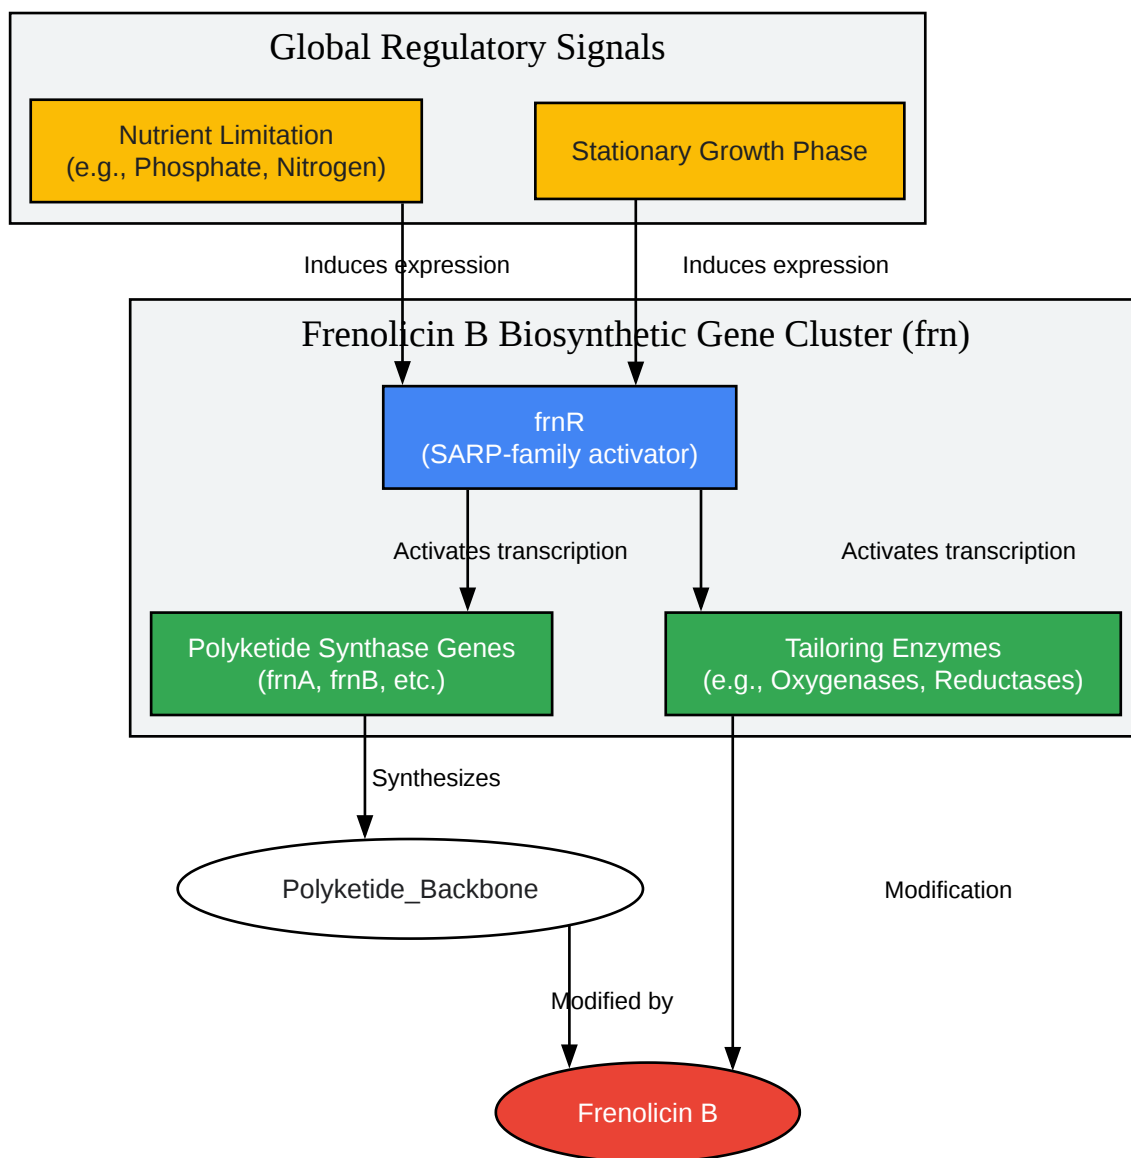 Global Regulatory Signals
Nutrient Limitation
(e.g., Phosphate, Nitrogen)
Stationary Growth Phase
Induces expression
Induces expression
Frenolicin B Biosynthetic Gene Cluster (frn)
frnR
(SARP-family activator)
Activates transcription
Activates transcription
Polyketide Synthase Genes
(frnA, frnB, etc.)
Tailoring Enzymes
(e.g., Oxygenases, Reductases)
Synthesizes
Polyketide_Backbone
Modification
Modified by
Frenolicin B